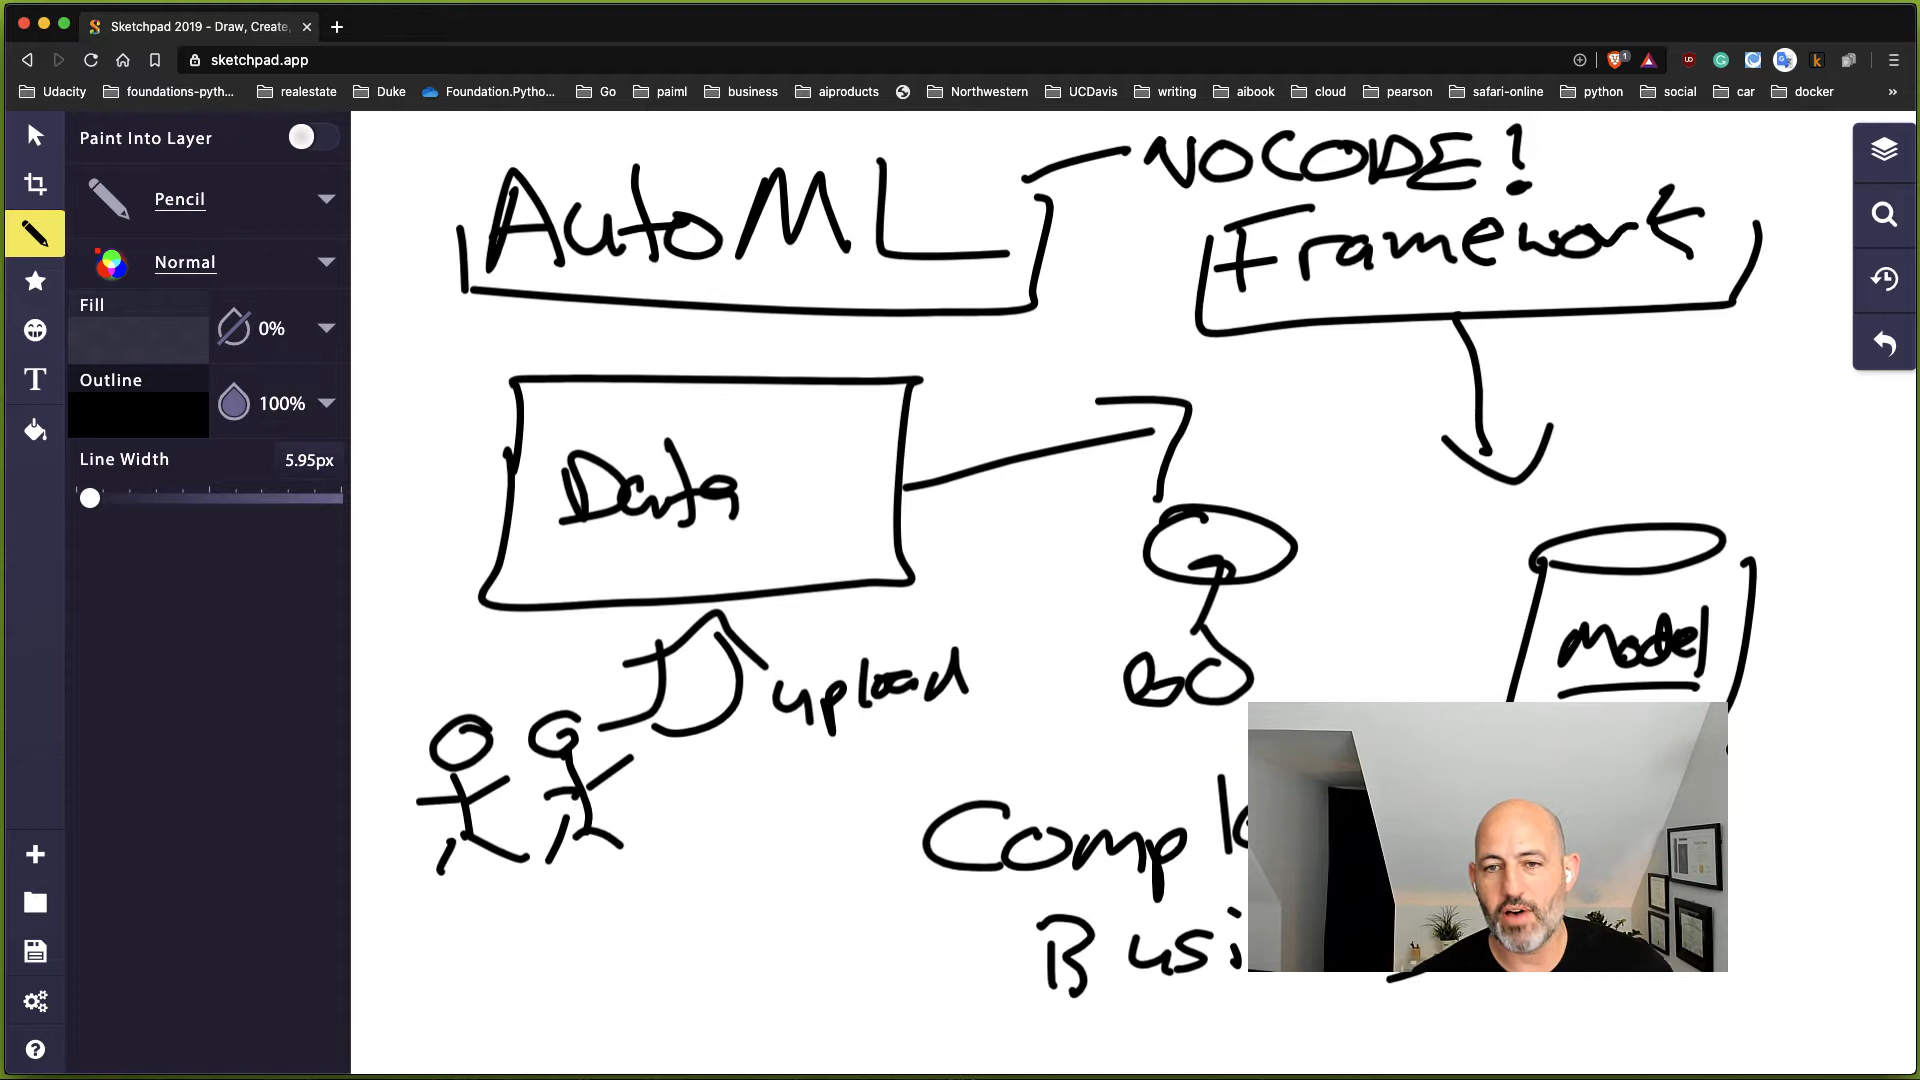 Sketchpad 2019 - Draw, Create,
sketchpad.app
1
Udacity
foundations-pyth...
realestate
Duke
Foundation.Pytho...
Go
paiml
business
aiproducts
Northwestern
UCDavis
writing
aibook
cloud
pearson
safari-online
python
social
car
docker
»
Paint Into Layer
Pencil
Normal
Fill
0%
Outline
100%
Line Width
5.95px
AutoML
NOCODE!
Framework
Data
upload
Model
Comp
Busi